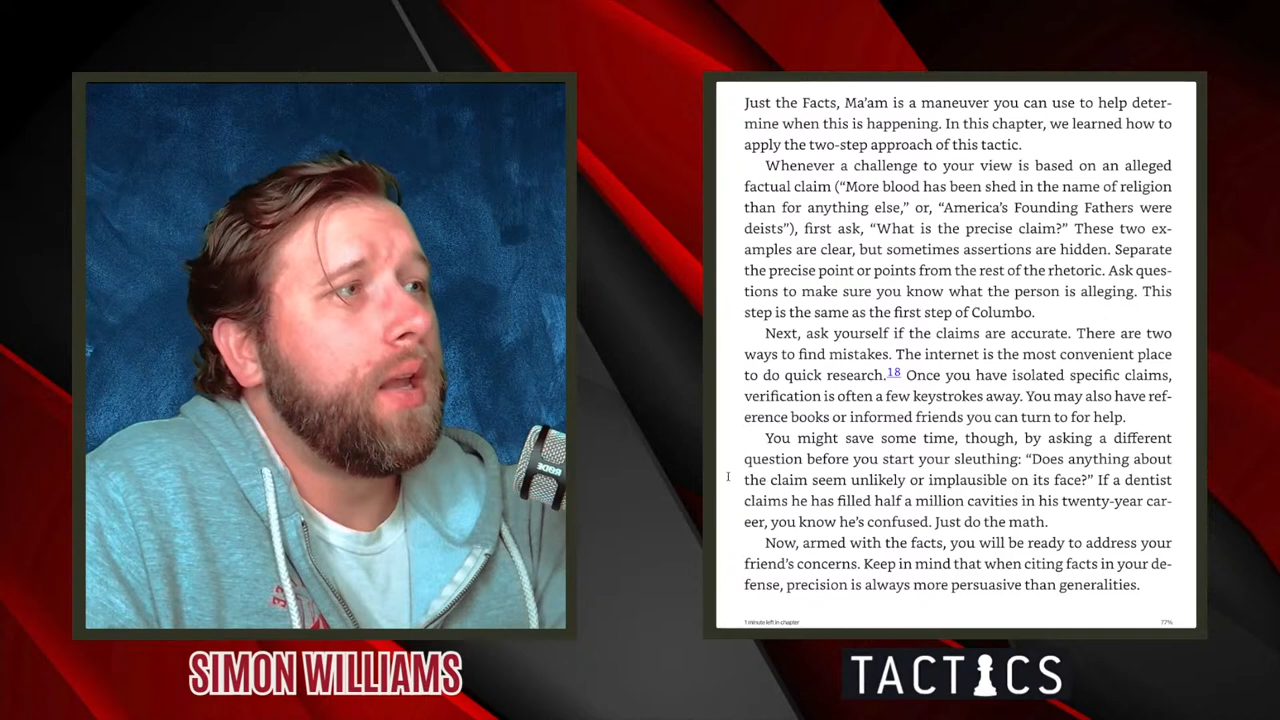 Just the Facts, Ma'am is a maneuver you can use to help deter-
mine when this is happening. In this chapter, we learned how to
apply the two-step approach of this tactic.
Whenever a challenge to your view is based on an alleged
factual claim (“More blood has been shed in the name of religion
than for anything else,” or, “America’s Founding Fathers were
deists”), first ask, “What is the precise claim?” These two ex-
amples are clear, but sometimes assertions are hidden. Separate
the precise point or points from the rest of the rhetoric. Ask ques-
tions to make sure you know what the person is alleging. This
step is the same as the first step of Columbo.
Next, ask yourself if the claims are accurate. There are two
ways to find mistakes. The internet is the most convenient place
to do quick research.18 Once you have isolated specific claims,
verification is often a few keystrokes away. You may also have ref-
erence books or informed friends you can turn to for help.
You might save some time, though, by asking a different
question before you start your sleuthing: “Does anything about
the claim seem unlikely or implausible on its face?” If a dentist
claims he has filled half a million cavities in his twenty-year car-
eer, you know he’s confused. Just do the math.
Now, armed with the facts, you will be ready to address your
friend’s concerns. Keep in mind that when citing facts in your de-
fense, precision is always more persuasive than generalities.
1 minute left in chapter
77%
RODE
SIMON WILLIAMS
TACTICS